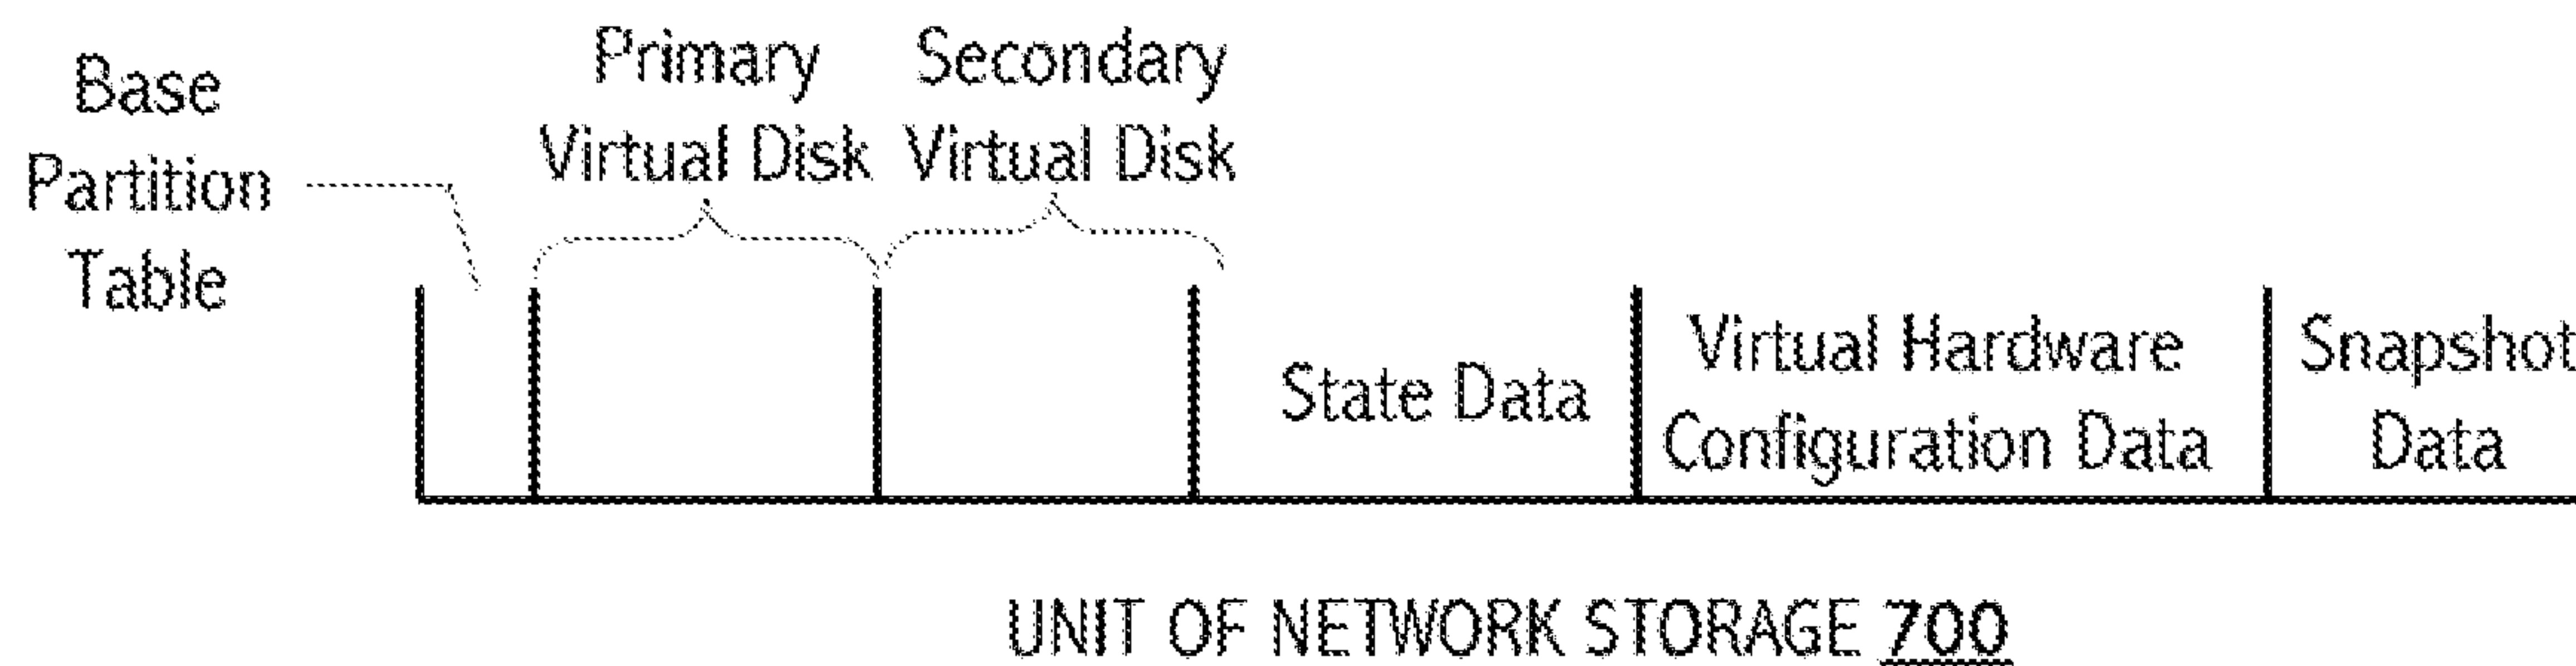 Base
Partition
Table
Primary
Virtual Disk
Secondary
Virtual Disk
State Data
Virtual Hardware
Configuration Data
Snapshot
Data
UNIT OF NETWORK STORAGE 700